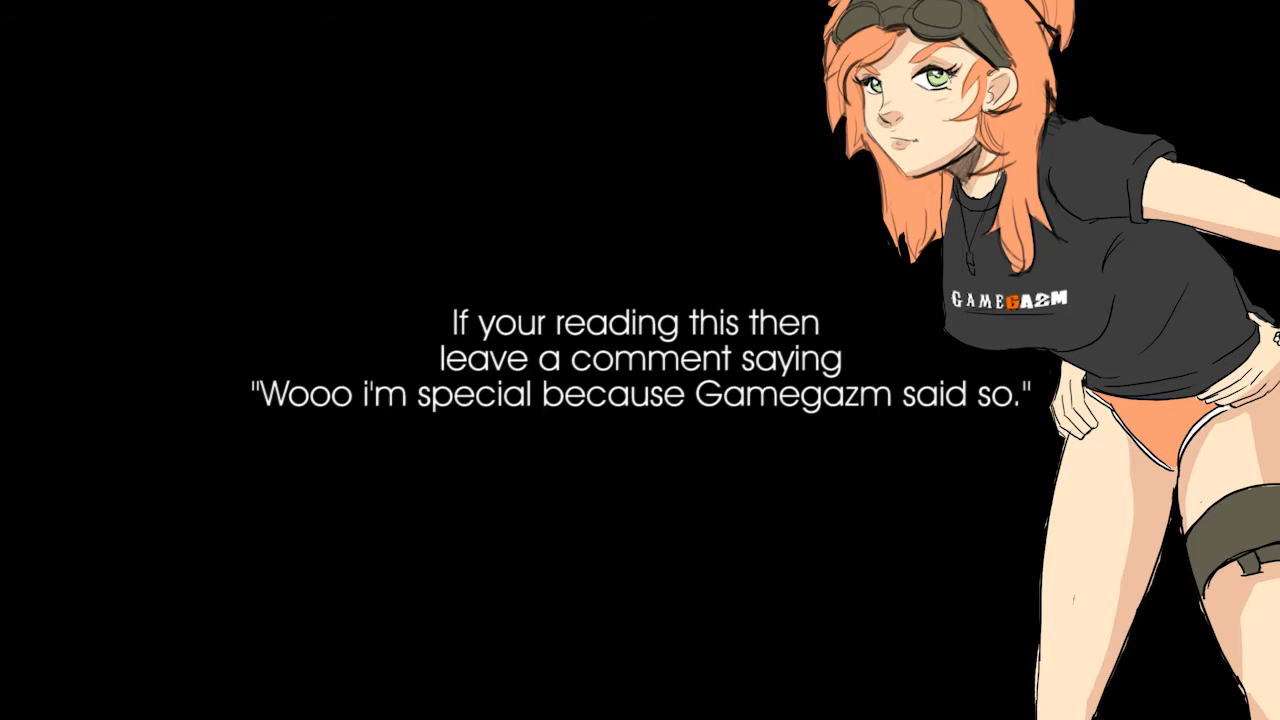 If your reading this then
leave a comment saying
"Wooo i'm special because Gamegazm said so."
GAMEGAZM